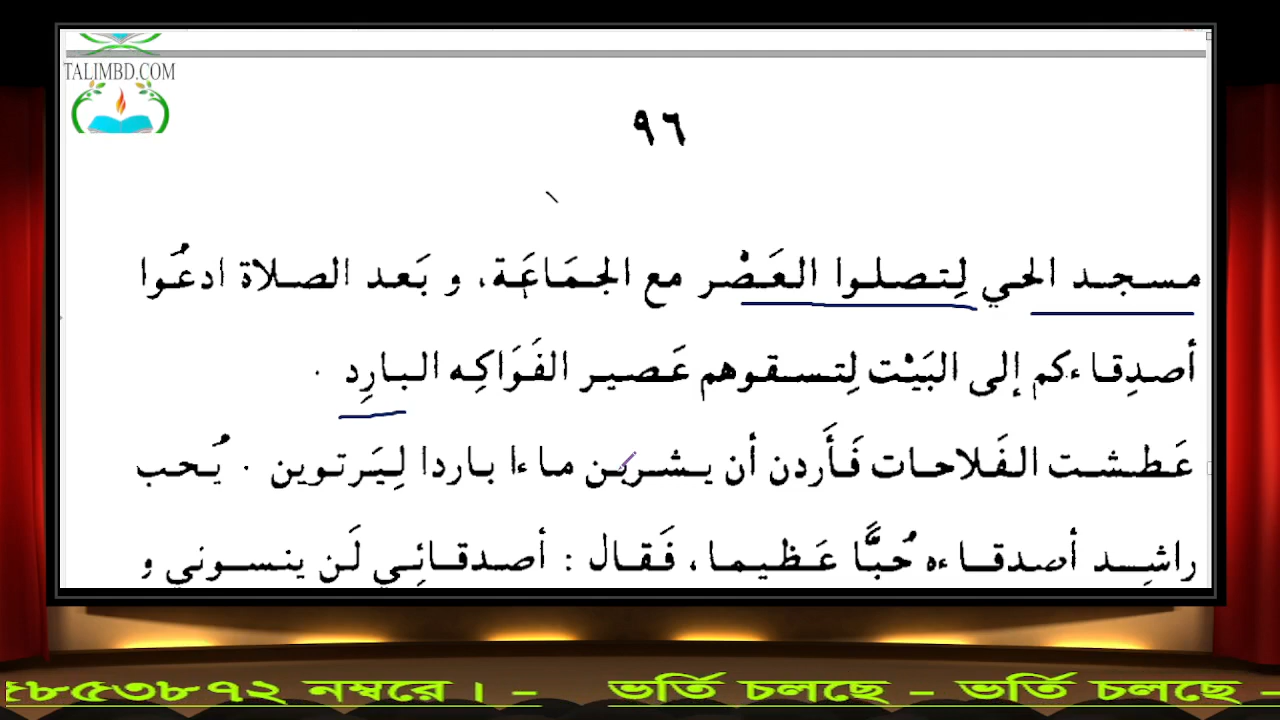 TALIMBD.COM
٩٦
مسجد الحي لِتصلوا العَصْر مع الجمَاعَة، و بَعد الصلاة ادعُوا
أصدِقاءكم إلى البَيْت لِتسقوهم عَصير الفَوَاكِه البارِد .
عَطشت الفَلاحات فَأَردن أن يشربن ماءا باردا لِيَرتوين . يُحب
راشِد أصدقاءه حُبًّا عَظيما، فَقال : أصدقائِي لَن ينسوني و
৫৮৫৩৮৭২ নম্বরে । - ভর্তি চলছে - ভর্তি চলছে -